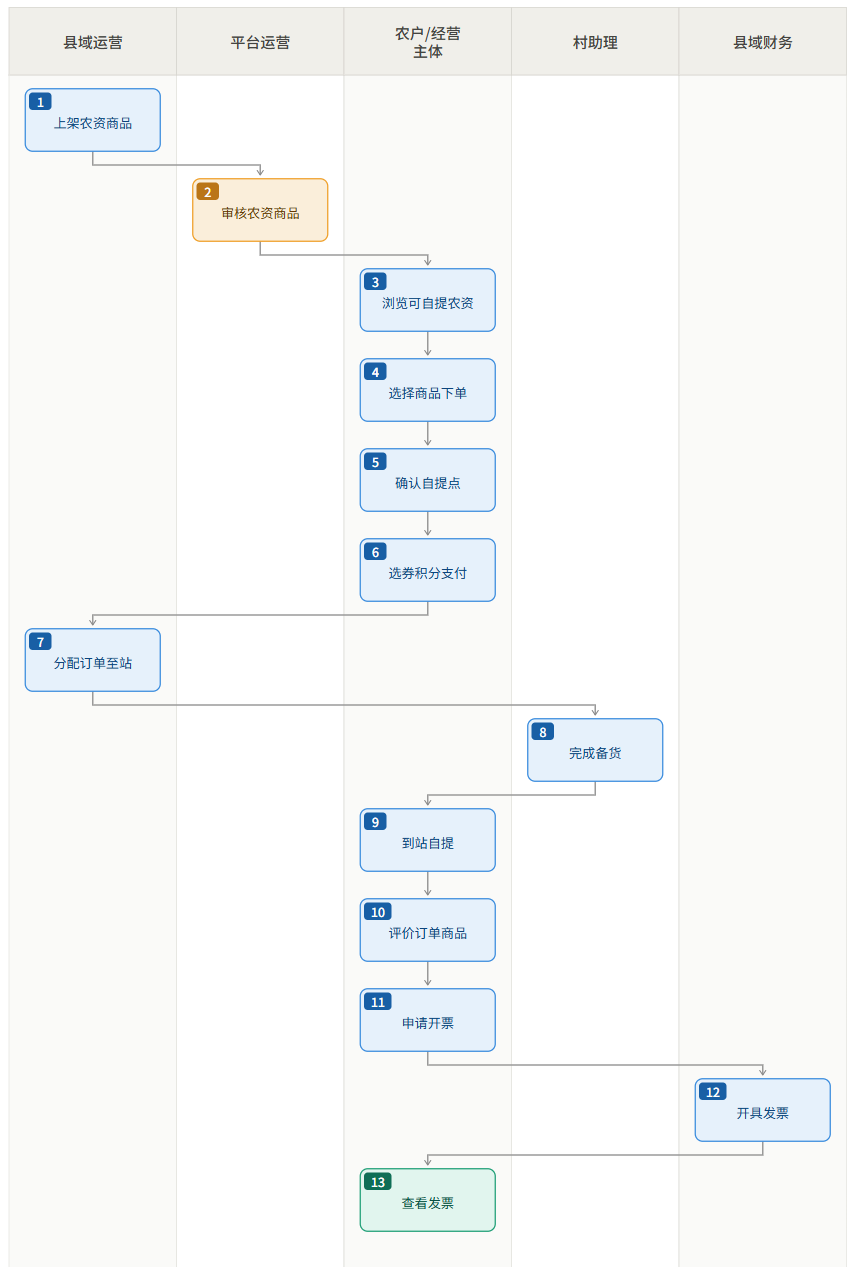 县域运营
平台运营
农户/经营
主体
村助理
县域财务
1
上架农资商品
2
审核农资商品
3
浏览可自提农资
4
选择商品下单
5
确认自提点
6
选券积分支付
7
分配订单至站
8
完成备货
9
到站自提
10
评价订单商品
11
申请开票
12
开具发票
13
查看发票